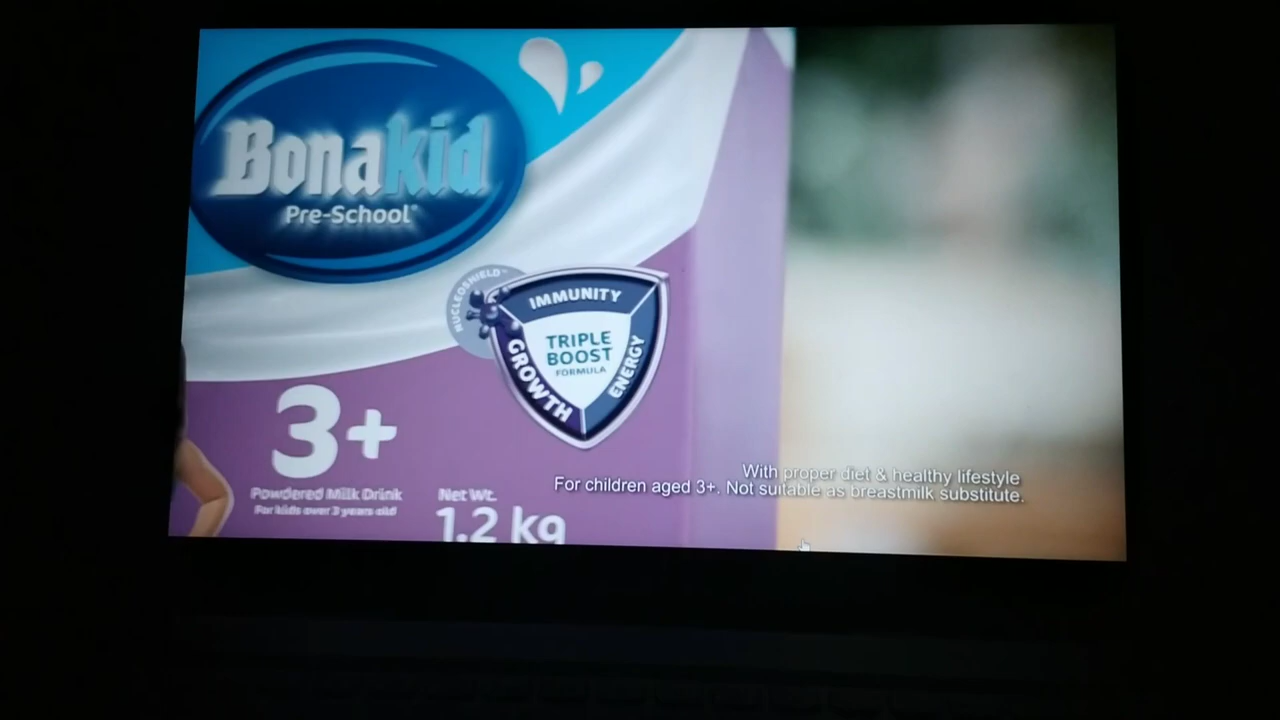 Bonakid
Pre-School®
NUCLEOSHIELD™
IMMUNITY
TRIPLE
BOOST
FORMULA
GROWTH
ENERGY
3+
Powdered Milk Drink
For kids over 3 years old
Net Wt.
1.2 kg
With proper diet & healthy lifestyle
For children aged 3+. Not suitable as breastmilk substitute.